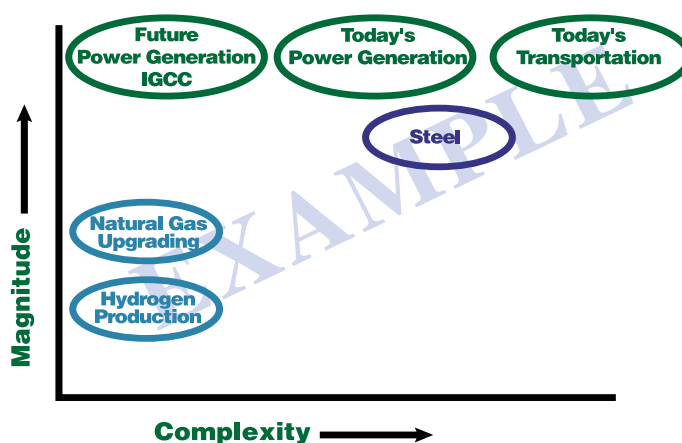 Future
Power Generation
IGCC
Today's
Power Generation
Today's
Transportation
Steel
Natural Gas
Upgrading
Hydrogen
Production
EXAMPLE
Magnitude
Complexity